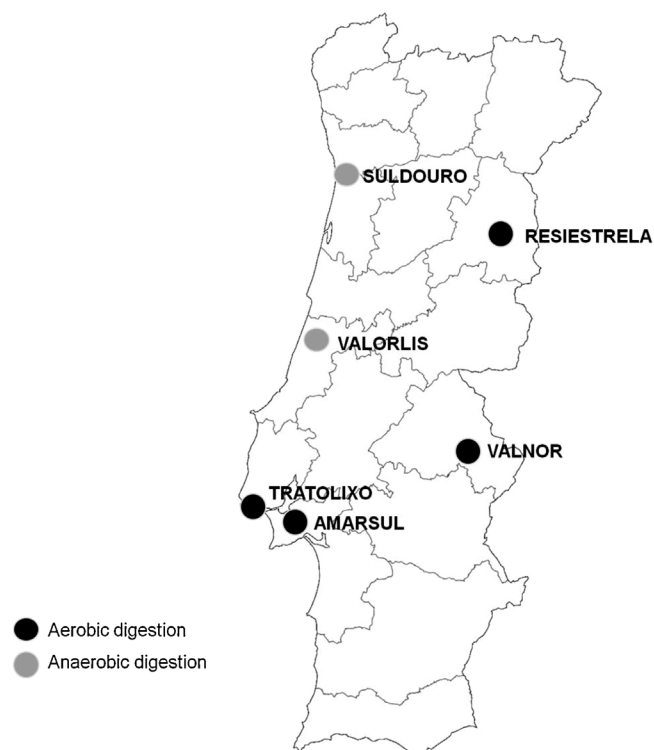 SULDOURO
RESIESTRELA
VALORLIS
VALNOR
TRATOLIXO
AMARSUL
Aerobic digestion
Anaerobic digestion